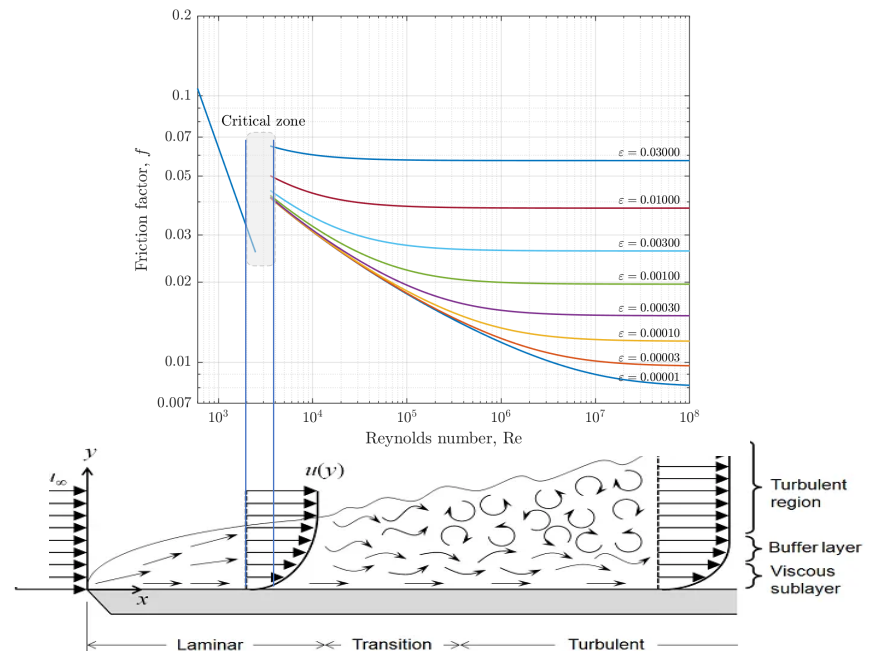 0.2
0.1
0.07
0.05
0.03
0.02
0.01
0.007
Friction factor, f
Critical zone
ε = 0.03000
ε = 0.01000
ε = 0.00300
ε = 0.00100
ε = 0.00030
ε = 0.00010
ε = 0.00003
ε = 0.00001
10³ 10⁴ 10⁵ 10⁶ 10⁷ 10⁸
Reynolds number, Re
y
u(y)
x
Turbulent
region
Buffer layer
Viscous
sublayer
Laminar Transition Turbulent